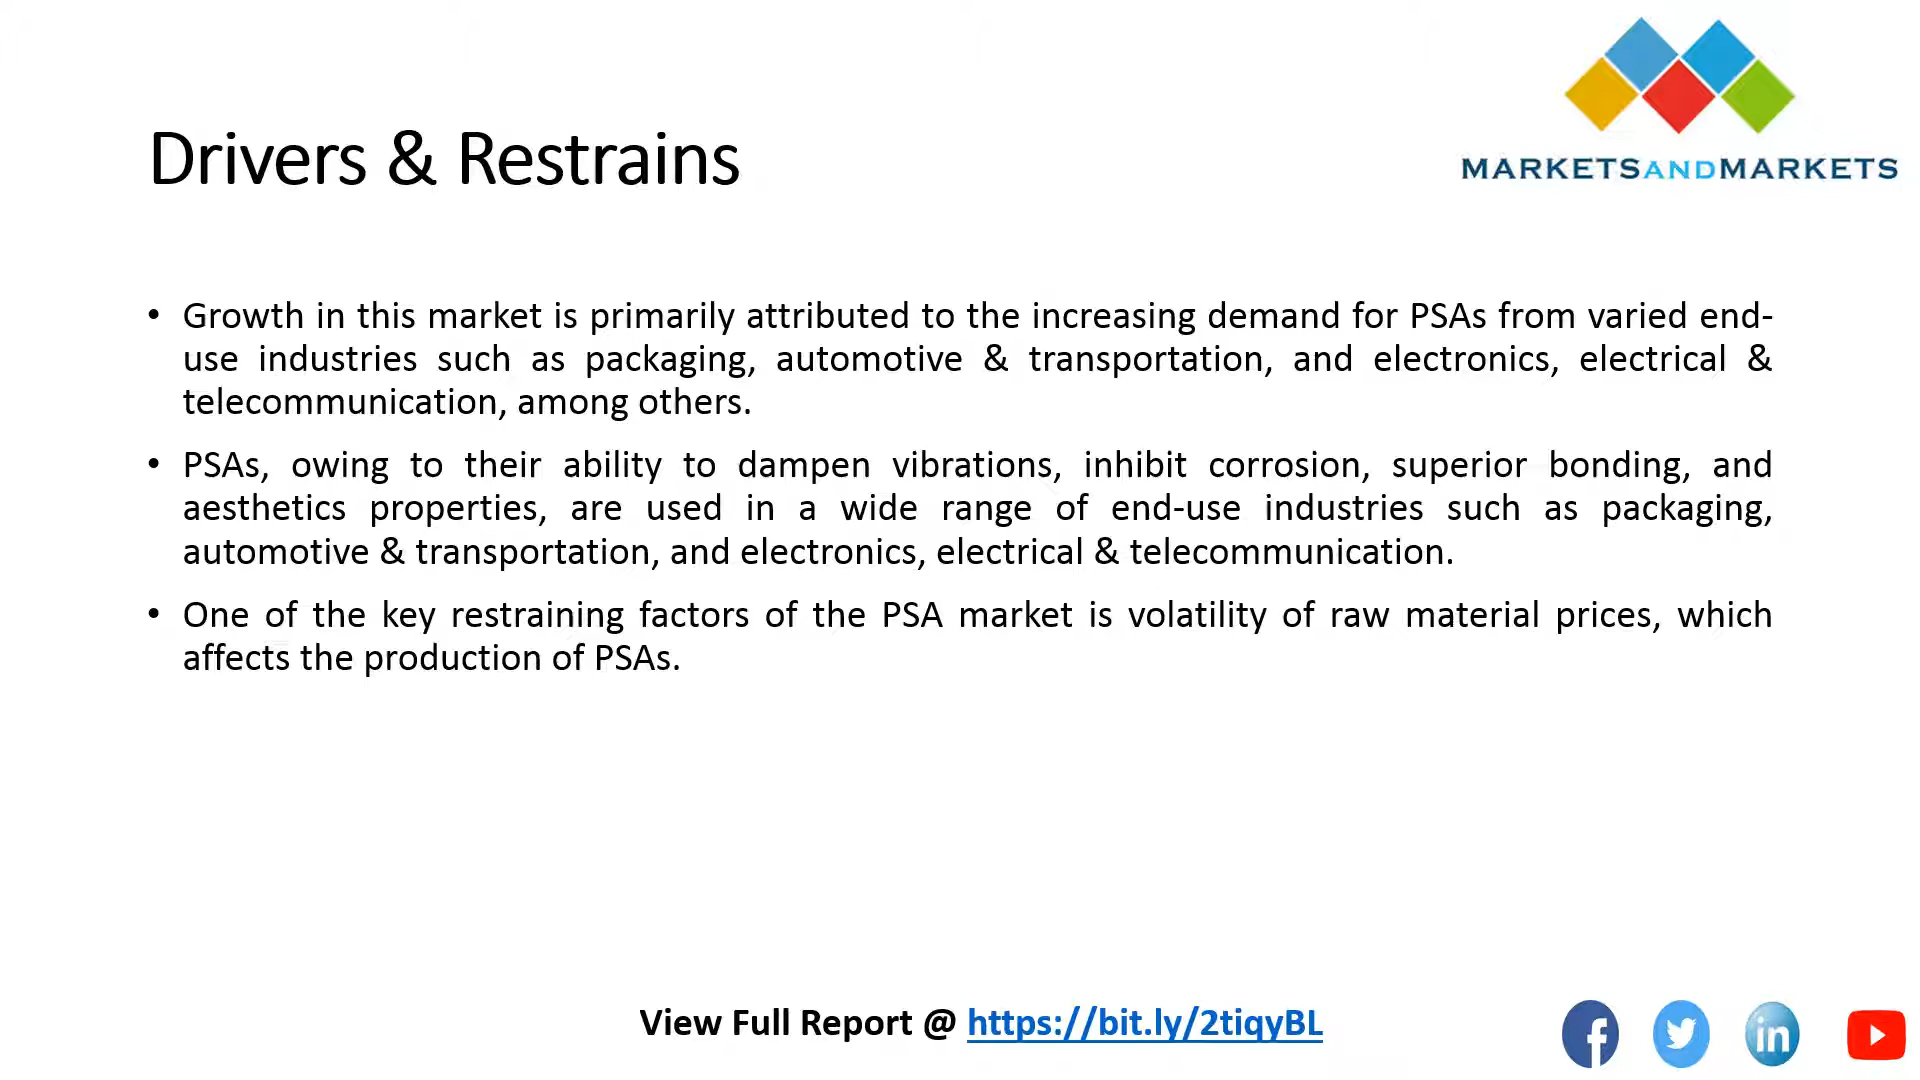 MARKETSANDMARKETS
Drivers & Restrains
• Growth in this market is primarily attributed to the increasing demand for PSAs from varied end-
use industries such as packaging, automotive & transportation, and electronics, electrical &
telecommunication, among others.
• PSAs, owing to their ability to dampen vibrations, inhibit corrosion, superior bonding, and
aesthetics properties, are used in a wide range of end-use industries such as packaging,
automotive & transportation, and electronics, electrical & telecommunication.
• One of the key restraining factors of the PSA market is volatility of raw material prices, which
affects the production of PSAs.
View Full Report @ https://bit.ly/2tiqyBL
f
in